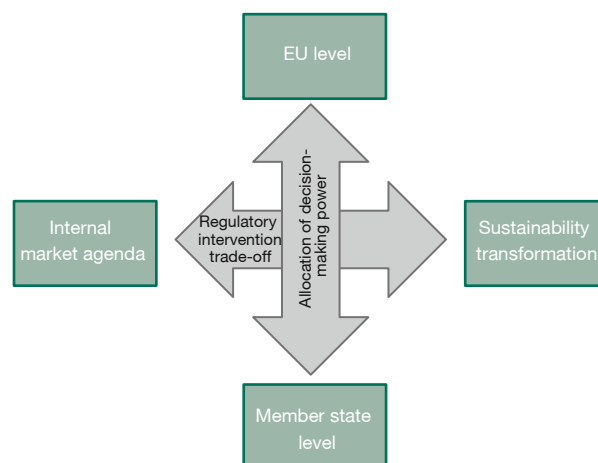 EU level
Internal
market agenda
Regulatory
intervention
trade-off
Allocation of decision-
making power
Sustainability
transformation
Member state
level